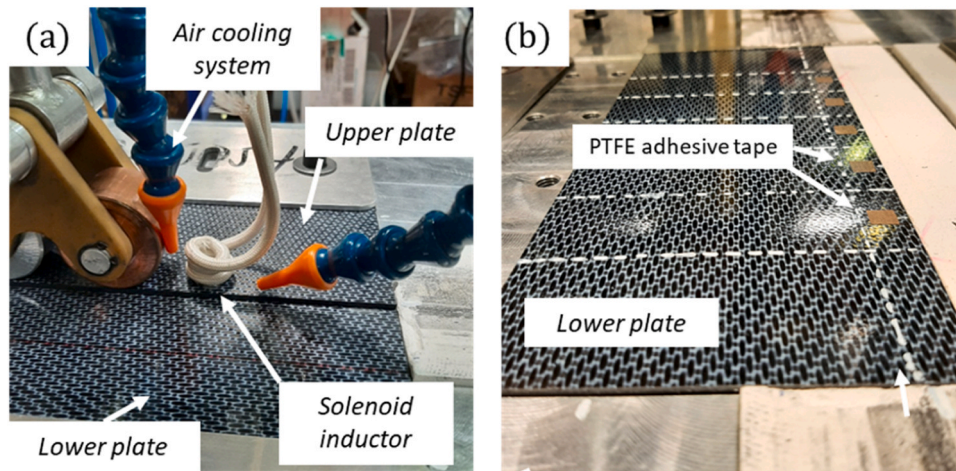 (a)
Air cooling
system
Upper plate
Solenoid
inductor
Lower plate
(b)
PTFE adhesive tape
Lower plate